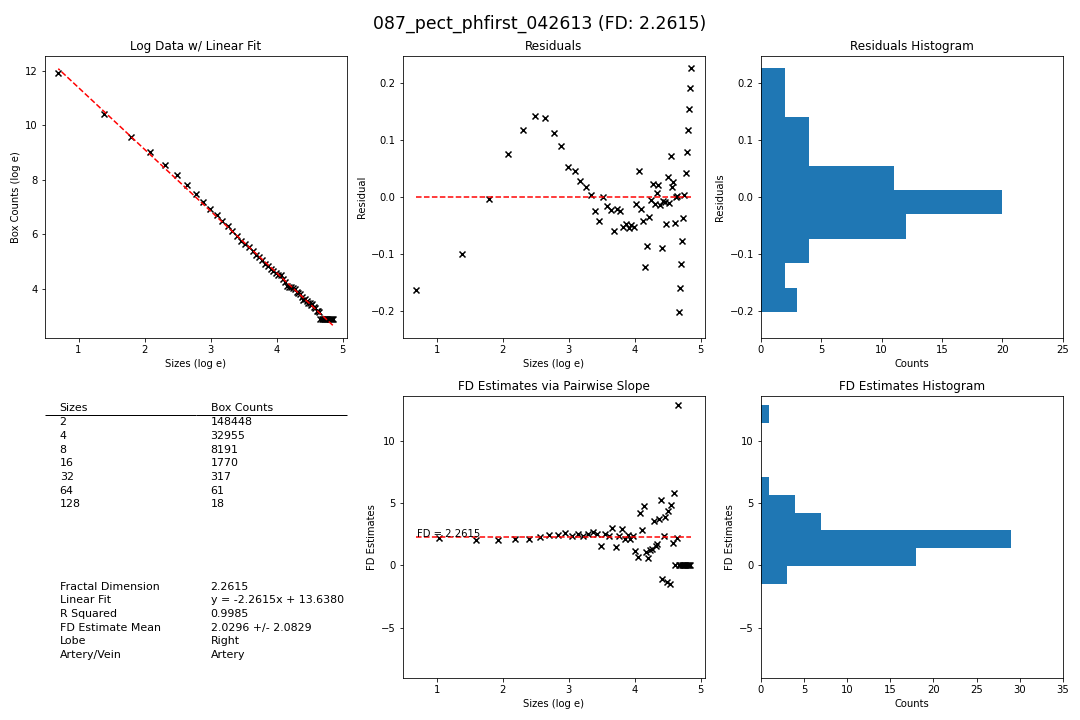 087_pect_phfirst_042613 (FD: 2.2615)
Log Data w/ Linear Fit
Box Counts (log e)
12
10
8
6
4
1 2 3 4 5
Sizes (log e)
Residuals
Residual
0.2
0.1
0.0
−0.1
−0.2
1 2 3 4 5
Sizes (log e)
Residuals Histogram
Residuals
0.2
0.1
0.0
−0.1
−0.2
0 5 10 15 20 25
Counts
Sizes Box Counts
2 148448
4 32955
8 8191
16 1770
32 317
64 61
128 18
Fractal Dimension 2.2615
Linear Fit y = -2.2615x + 13.6380
R Squared 0.9985
FD Estimate Mean 2.0296 +/- 2.0829
Lobe Right
Artery/Vein Artery
FD Estimates via Pairwise Slope
FD Estimates
10
5
0
−5
FD = 2.2615
1 2 3 4 5
Sizes (log e)
FD Estimates Histogram
FD Estimates
10
5
0
−5
0 5 10 15 20 25 30 35
Counts